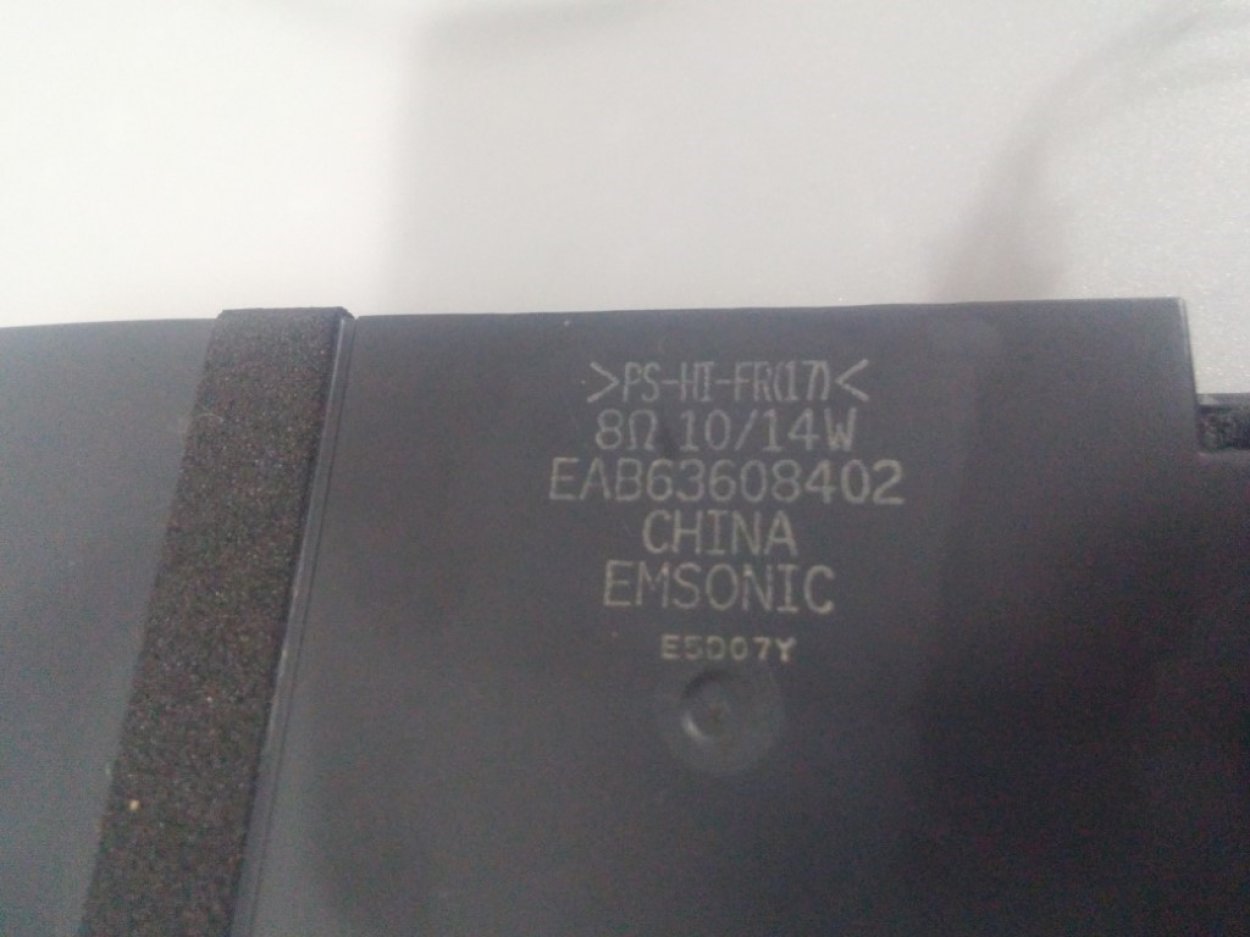 >PS-HI-FR(17)<
8Ω 10/14W
EAB63608402
CHINA
EMSONIC
E5D07Y